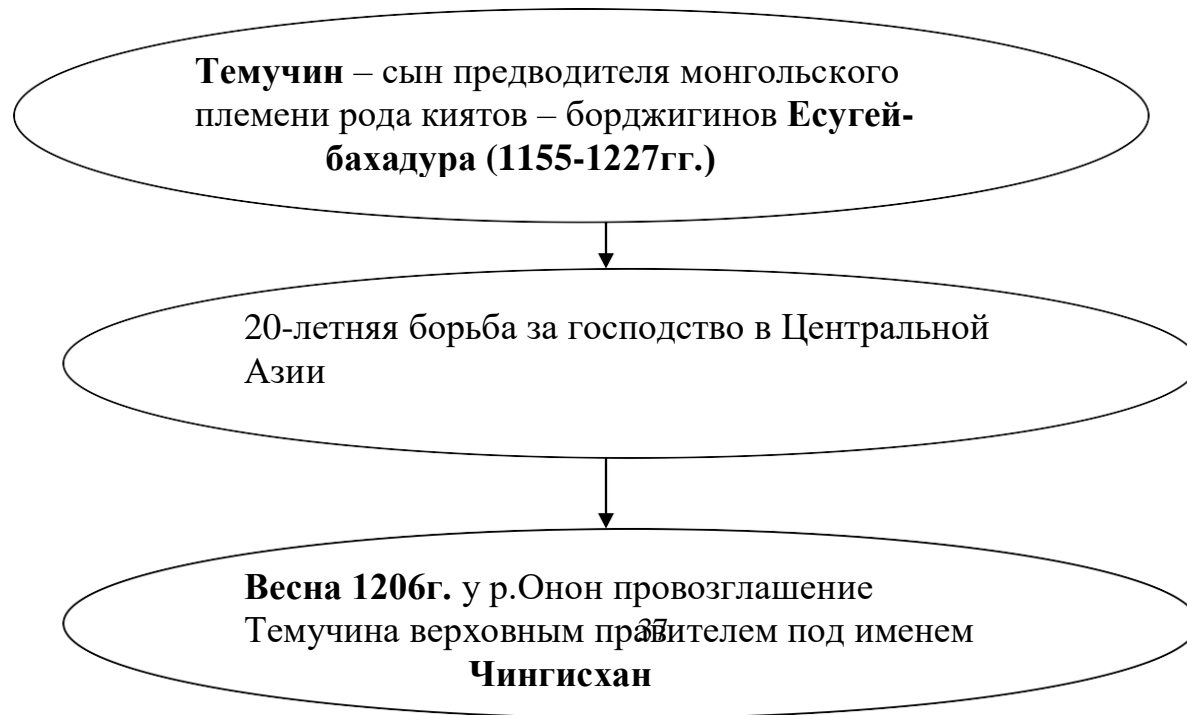 Темучин – сын предводителя монгольского
племени рода киятов – борджигинов Есугей-
бахадура (1155-1227гг.)
20-летняя борьба за господство в Центральной
Азии
Весна 1206г. у р.Онон провозглашение
Темучина верховным правителем под именем
37
Чингисхан